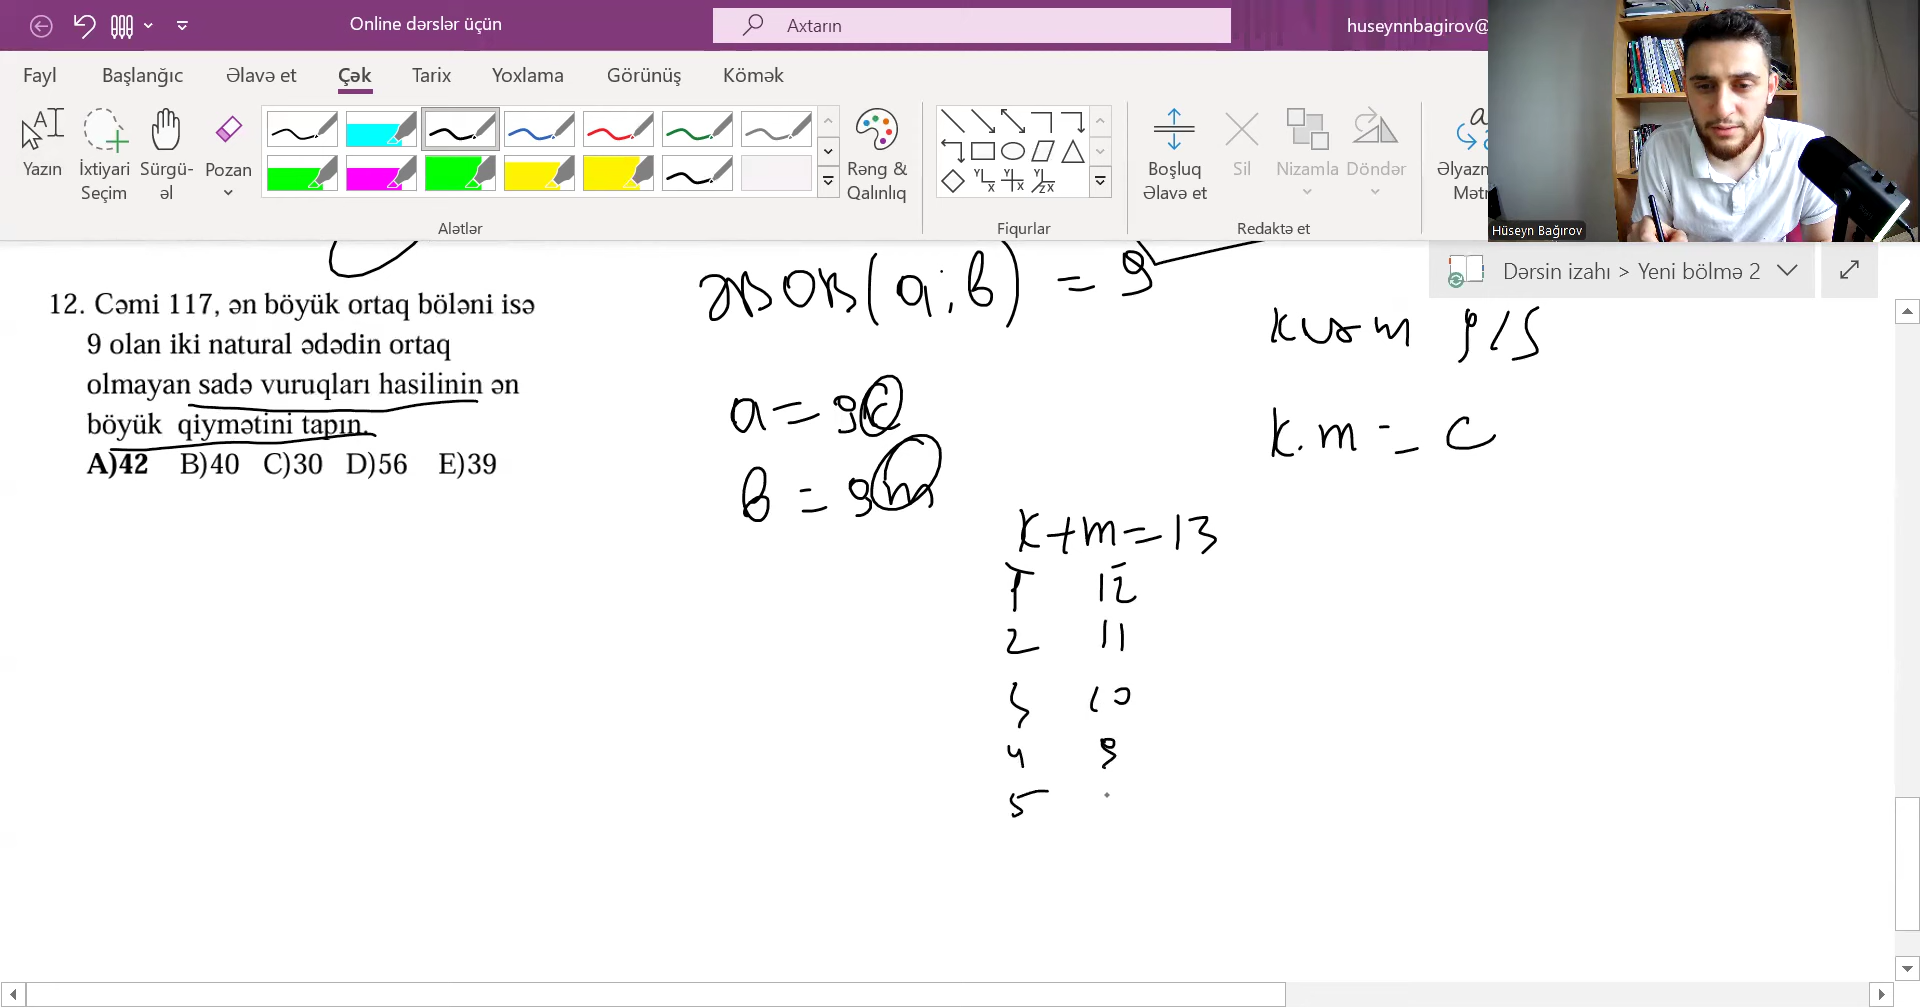 Online dərslər üçün
Axtarın
huseynnbagirov@
Fayl Başlanğıc Əlavə et Çək Tarix Yoxlama Görünüş Kömək
Yazın
İxtiyari Seçim
Sürgü-əl
Pozan
Rəng & Qalınlıq
Boşluq Əlavə et
Sil
Nizamla
Döndər
Alətlər
Fiqurlar
Redaktə et
Hüseyn Bağırov
Dərsin izahı > Yeni bölmə 2
12. Cəmi 117, ən böyük ortaq böləni isə
9 olan iki natural ədədin ortaq
olmayan sadə vuruqları hasilinin ən
böyük qiymətini tapın.
A)42 B)40 C)30 D)56 E)39
ƏBOB(a;b) = 9
a = 9
b = 9m
k və m q/s
k.m =
k+m=13
1 12
2 11
3 10
4 9
5